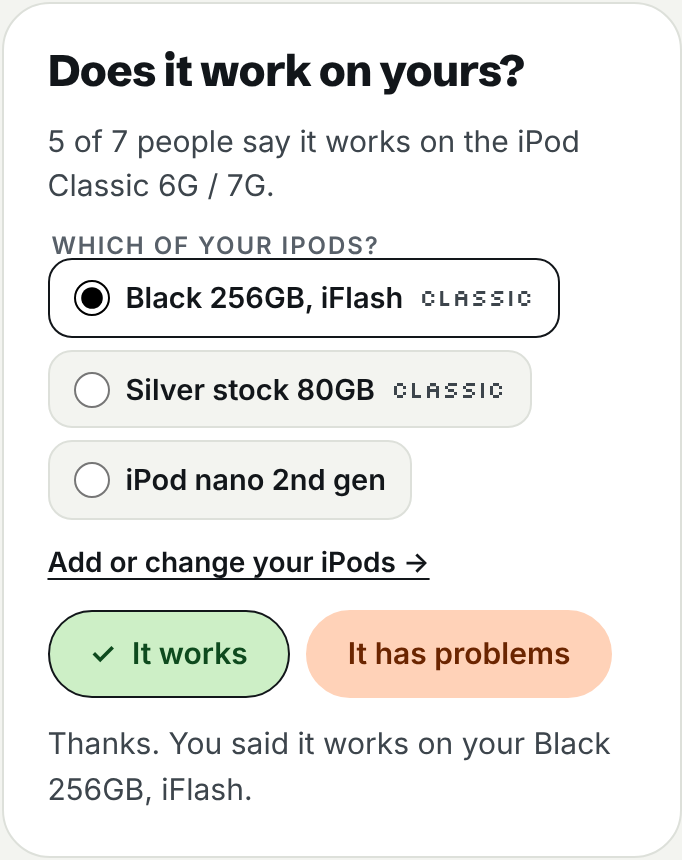 Does it work on yours?
5 of 7 people say it works on the iPod
Classic 6G / 7G.
WHICH OF YOUR IPODS?
Black 256GB, iFlash CLASSIC
Silver stock 80GB CLASSIC
iPod nano 2nd gen
Add or change your iPods →
✓ It works
It has problems
Thanks. You said it works on your Black
256GB, iFlash.